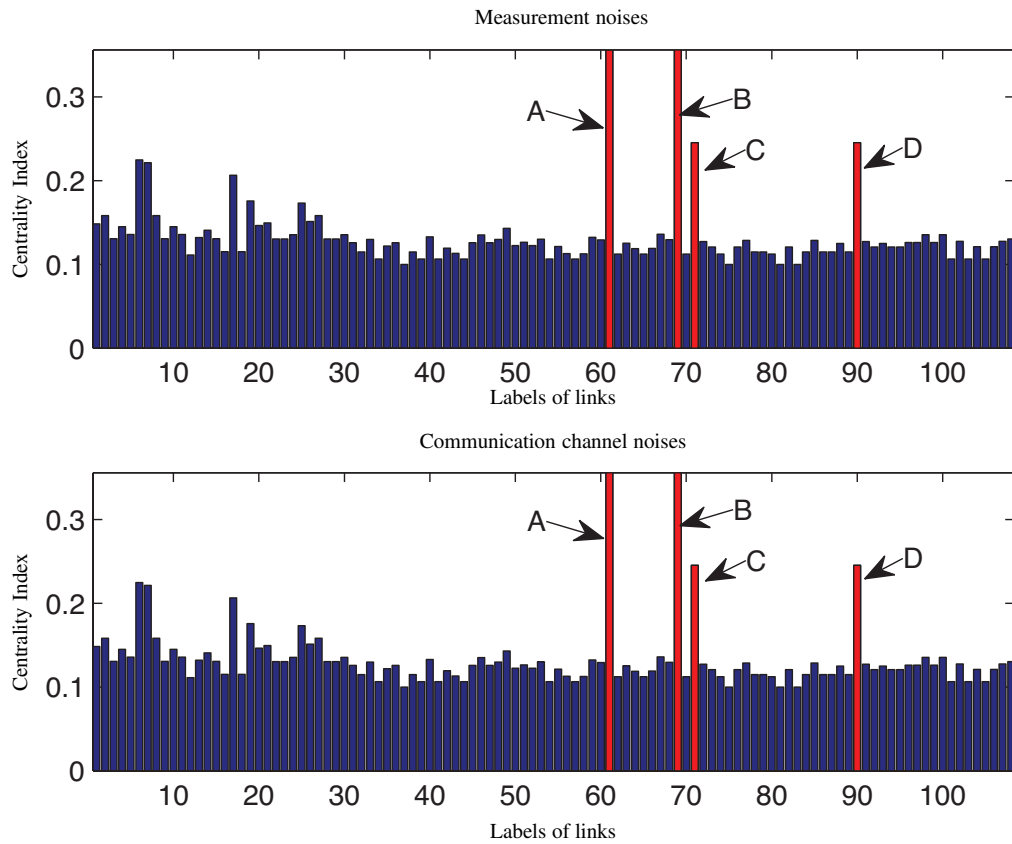 Measurement noises
0.3
0.2
0.1
0
Centrality Index
A
B
C
D
10 20 30 40 50 60 70 80 90 100
Labels of links
Communication channel noises
0.3
0.2
0.1
0
Centrality Index
A
B
C
D
10 20 30 40 50 60 70 80 90 100
Labels of links